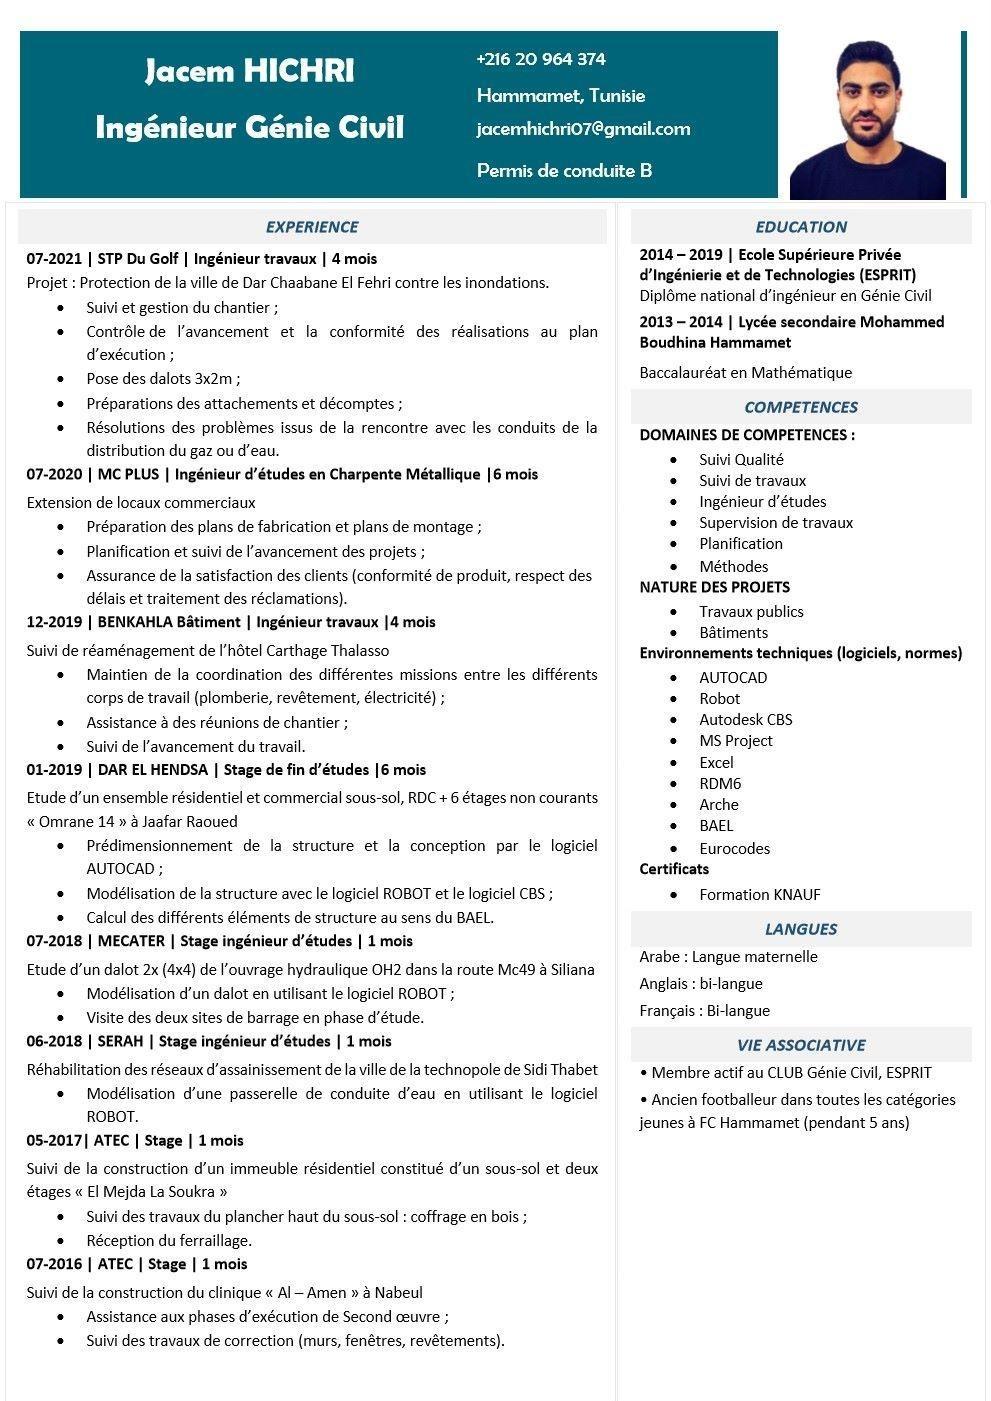 Jacem HICHRI
Ingénieur Génie Civil
+216 20 964 374
Hammamet, Tunisie
jacemhichri07@gmail.com
Permis de conduite B
EXPERIENCE
07-2021 | STP Du Golf | Ingénieur travaux | 4 mois
Projet : Protection de la ville de Dar Chaabane El Fehri contre les inondations.
• Suivi et gestion du chantier ;
• Contrôle de l’avancement et la conformité des réalisations au plan
d’exécution ;
• Pose des dalots 3x2m ;
• Préparations des attachements et décomptes ;
• Résolutions des problèmes issus de la rencontre avec les conduits de la
distribution du gaz ou d’eau.
07-2020 | MC PLUS | Ingénieur d’études en Charpente Métallique |6 mois
Extension de locaux commerciaux
• Préparation des plans de fabrication et plans de montage ;
• Planification et suivi de l’avancement des projets ;
• Assurance de la satisfaction des clients (conformité de produit, respect des
délais et traitement des réclamations).
12-2019 | BENKAHLA Bâtiment | Ingénieur travaux |4 mois
Suivi de réaménagement de l’hôtel Carthage Thalasso
• Maintien de la coordination des différentes missions entre les différents
corps de travail (plomberie, revêtement, électricité) ;
• Assistance à des réunions de chantier ;
• Suivi de l’avancement du travail.
01-2019 | DAR EL HENDSA | Stage de fin d’études |6 mois
Etude d’un ensemble résidentiel et commercial sous-sol, RDC + 6 étages non courants
« Omrane 14 » à Jaafar Raoued
• Prédimensionnement de la structure et la conception par le logiciel
AUTOCAD ;
• Modélisation de la structure avec le logiciel ROBOT et le logiciel CBS ;
• Calcul des différents éléments de structure au sens du BAEL.
07-2018 | MECATER | Stage ingénieur d’études | 1 mois
Etude d’un dalot 2x (4x4) de l’ouvrage hydraulique OH2 dans la route Mc49 à Siliana
• Modélisation d’un dalot en utilisant le logiciel ROBOT ;
• Visite des deux sites de barrage en phase d’étude.
06-2018 | SERAH | Stage ingénieur d’études | 1 mois
Réhabilitation des réseaux d’assainissement de la ville de la technopole de Sidi Thabet
• Modélisation d’une passerelle de conduite d’eau en utilisant le logiciel
ROBOT.
05-2017| ATEC | Stage | 1 mois
Suivi de la construction d’un immeuble résidentiel constitué d’un sous-sol et deux
étages « El Mejda La Soukra »
• Suivi des travaux du plancher haut du sous-sol : coffrage en bois ;
• Réception du ferraillage.
07-2016 | ATEC | Stage | 1 mois
Suivi de la construction du clinique « Al – Amen » à Nabeul
• Assistance aux phases d’exécution de Second œuvre ;
• Suivi des travaux de correction (murs, fenêtres, revêtements).
EDUCATION
2014 – 2019 | Ecole Supérieure Privée
d’Ingénierie et de Technologies (ESPRIT)
Diplôme national d’ingénieur en Génie Civil
2013 – 2014 | Lycée secondaire Mohammed
Boudhina Hammamet
Baccalauréat en Mathématique
COMPETENCES
DOMAINES DE COMPETENCES :
• Suivi Qualité
• Suivi de travaux
• Ingénieur d’études
• Supervision de travaux
• Planification
• Méthodes
NATURE DES PROJETS
• Travaux publics
• Bâtiments
Environnements techniques (logiciels, normes)
• AUTOCAD
• Robot
• Autodesk CBS
• MS Project
• Excel
• RDM6
• Arche
• BAEL
• Eurocodes
Certificats
• Formation KNAUF
LANGUES
Arabe : Langue maternelle
Anglais : bi-langue
Français : Bi-langue
VIE ASSOCIATIVE
• Membre actif au CLUB Génie Civil, ESPRIT
• Ancien footballeur dans toutes les catégories
jeunes à FC Hammamet (pendant 5 ans)